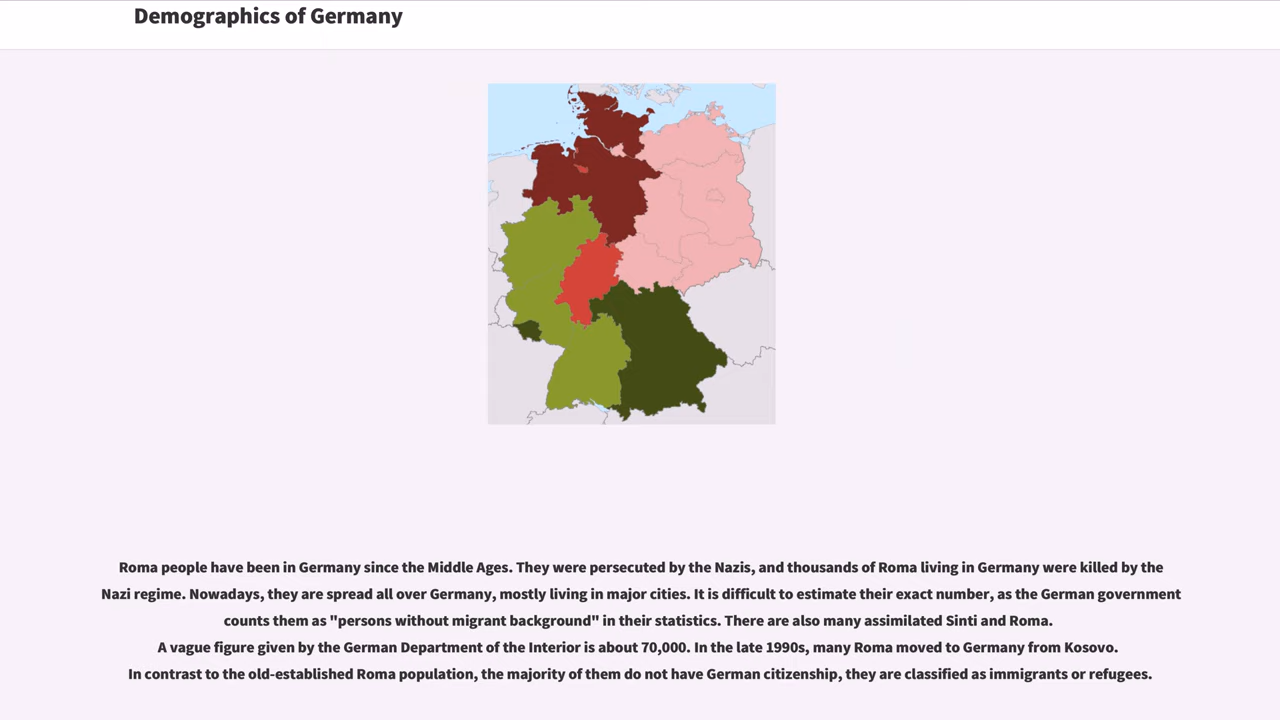 Demographics of Germany
Roma people have been in Germany since the Middle Ages. They were persecuted by the Nazis, and thousands of Roma living in Germany were killed by the
Nazi regime. Nowadays, they are spread all over Germany, mostly living in major cities. It is difficult to estimate their exact number, as the German government
counts them as "persons without migrant background" in their statistics. There are also many assimilated Sinti and Roma.
A vague figure given by the German Department of the Interior is about 70,000. In the late 1990s, many Roma moved to Germany from Kosovo.
In contrast to the old-established Roma population, the majority of them do not have German citizenship, they are classified as immigrants or refugees.